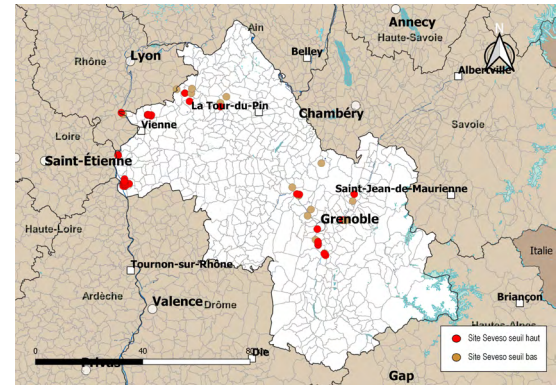 Annecy
Haute-Savoie
Ain
N
Lyon
Belley
Rhône
Albertville
La Tour-du-Pin
Chambéry
Vienne
Savoie
Loire
Saint-Étienne
Saint-Jean-de-Maurienne
Grenoble
Haute-Loire
Italie
Tournon-sur-Rhône
Ardèche
Valence
Drôme
Briançon
Hautes-Alpes
Site Seveso seuil haut
Site Seveso seuil bas
0 40 80
Privas
Die
Gap